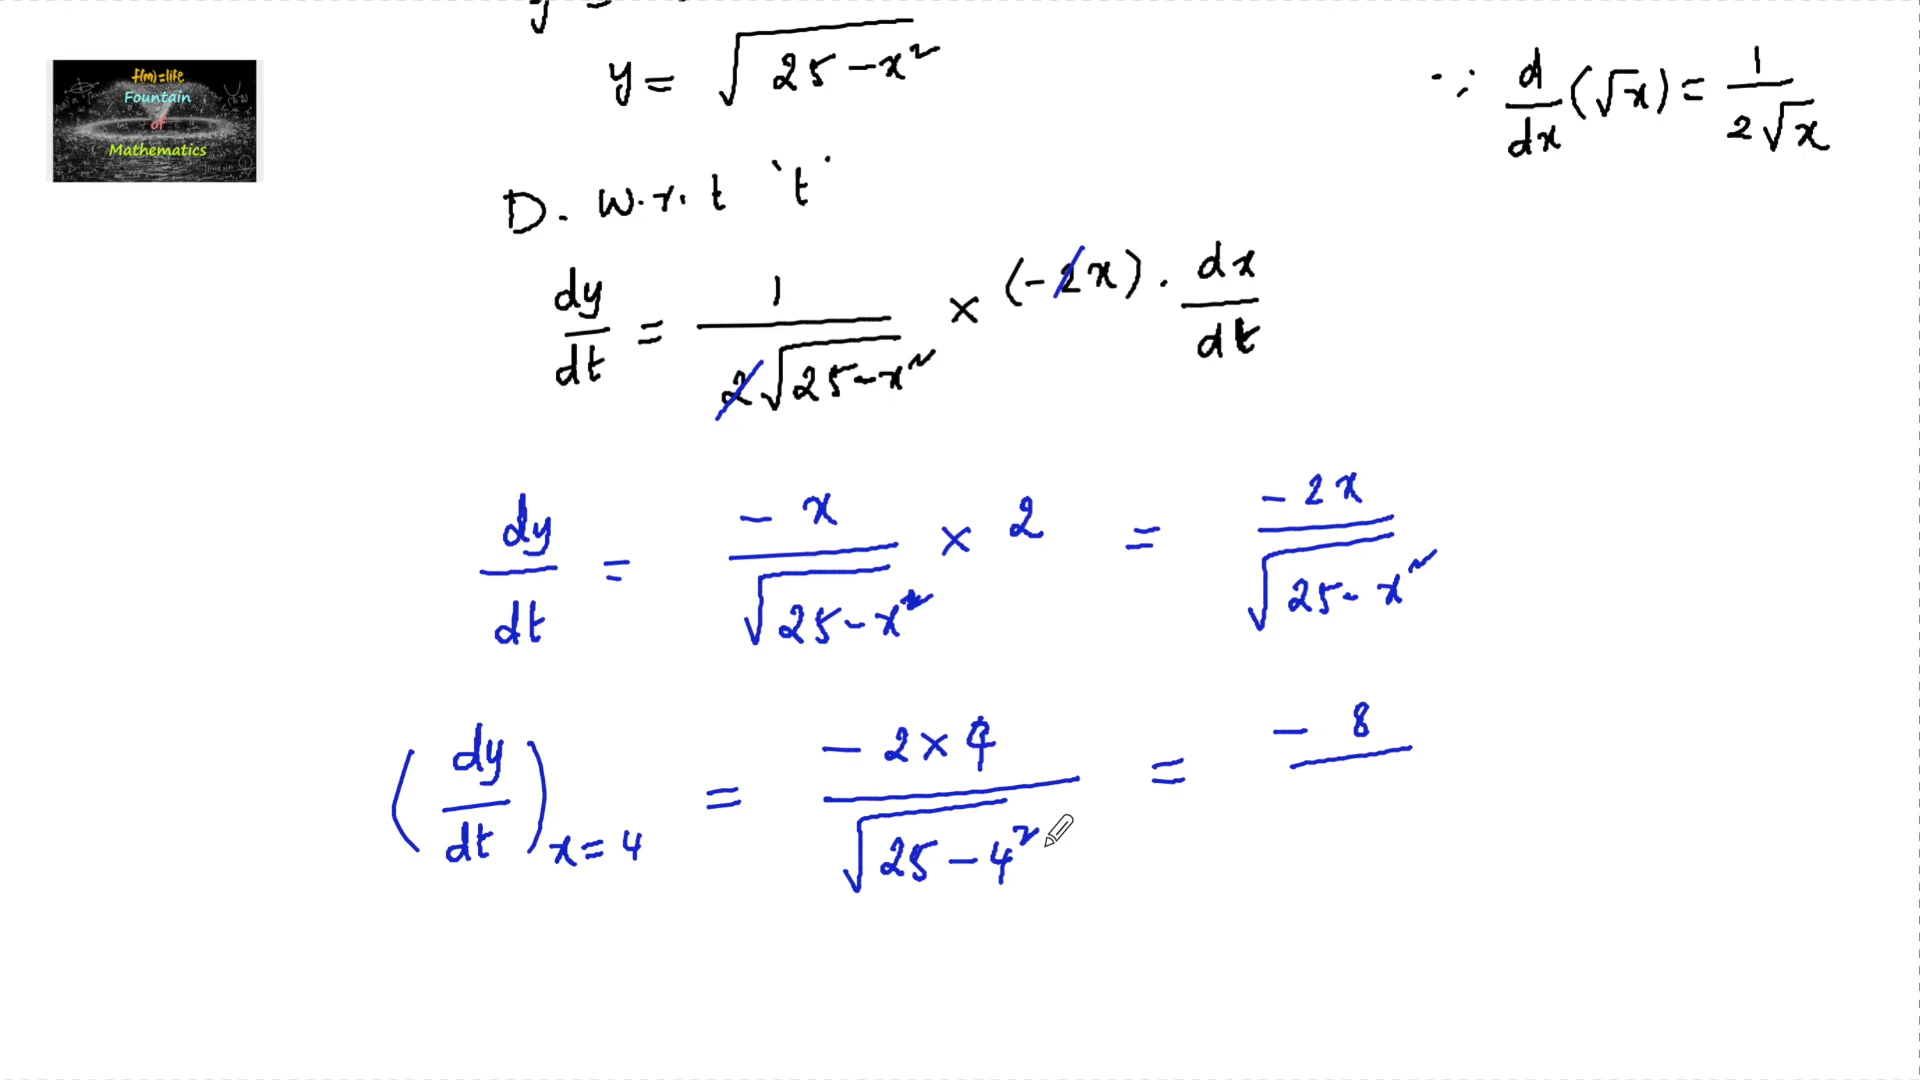 f(m)=life
Fountain
of
Mathematics
y = √(25 - x²)
∵ d/dx (√x) = 1/(2√x)
D. w.r.t 't'
dy/dt = 1/(2√(25-x²)) × (-2x) · dx/dt
dy/dt = -x/√(25-x²) × 2 = -2x/√(25-x²)
(dy/dt) x=4 = -2×4/√(25-4²) = -8